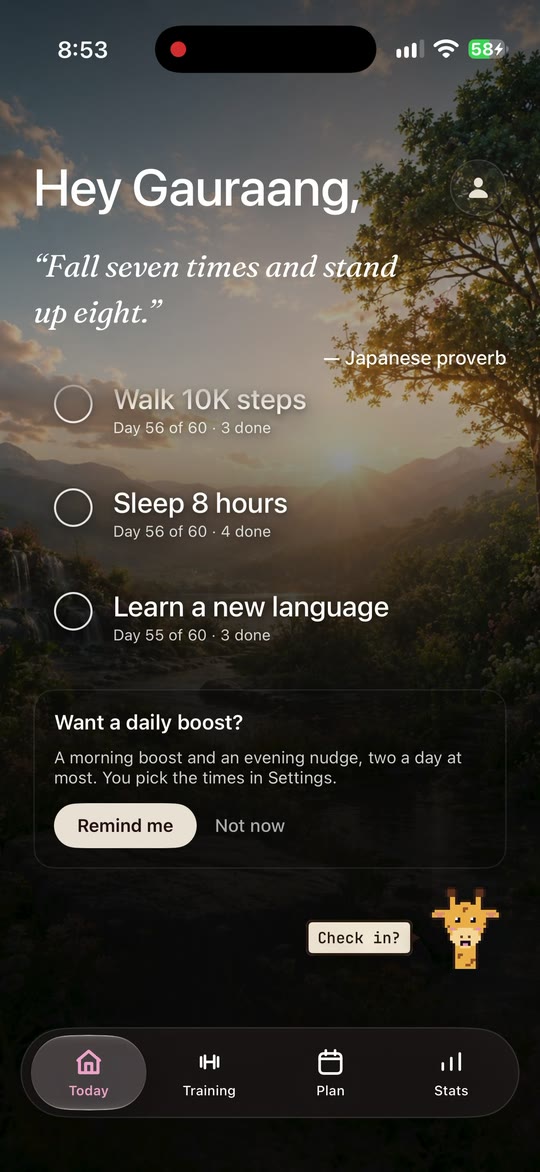 8:53
58
Hey Gauraang,
“Fall seven times and stand
up eight.”
— Japanese proverb
Walk 10K steps
Day 56 of 60 · 3 done
Sleep 8 hours
Day 56 of 60 · 4 done
Learn a new language
Day 55 of 60 · 3 done
Want a daily boost?
A morning boost and an evening nudge, two a day at
most. You pick the times in Settings.
Remind me
Not now
Check in?
Today
Training
Plan
Stats